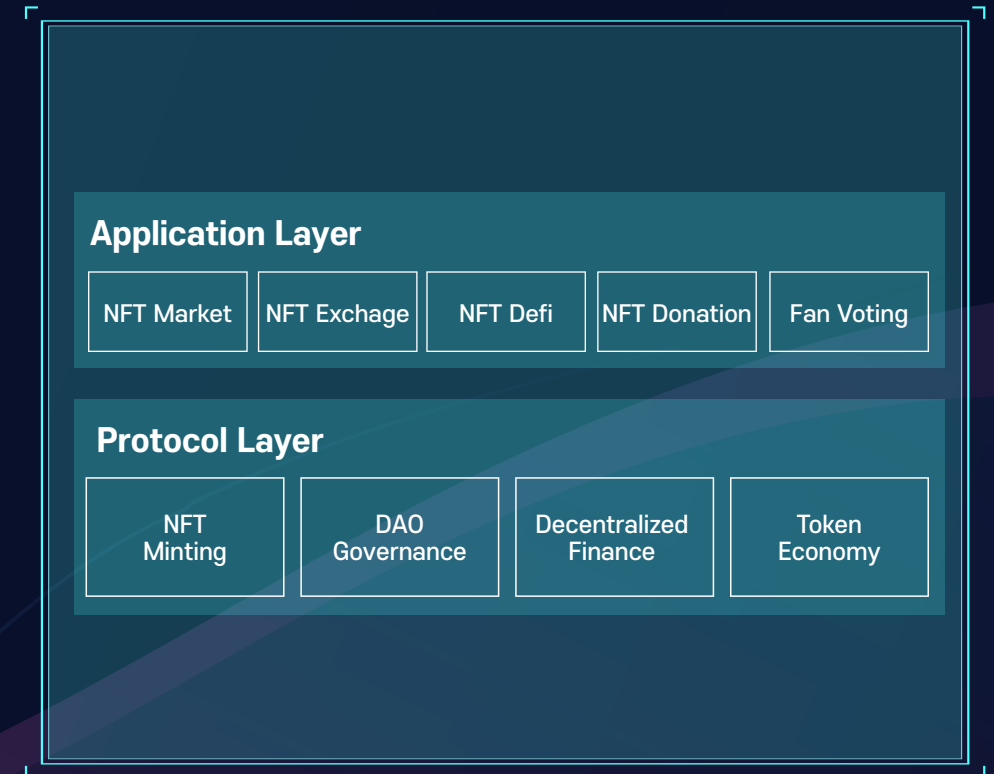 Application Layer
NFT Market
NFT Exchage
NFT Defi
NFT Donation
Fan Voting
Protocol Layer
NFT
Minting
DAO
Governance
Decentralized
Finance
Token
Economy